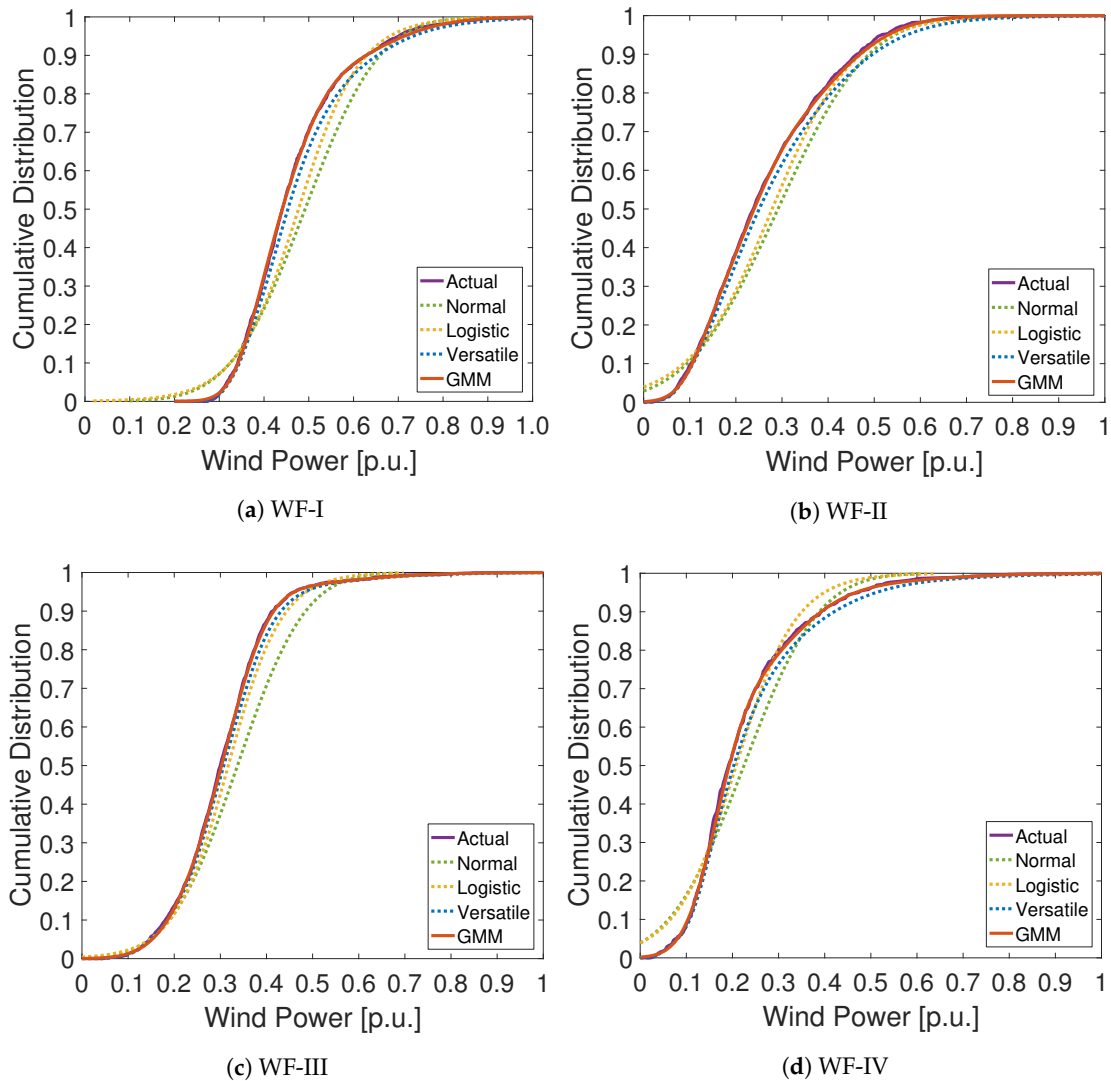 1
0.9
0.8
0.7
0.6
0.5
0.4
0.3
0.2
0.1
0
Cumulative Distribution
Actual
Normal
Logistic
Versatile
GMM
0 0.1 0.2 0.3 0.4 0.5 0.6 0.7 0.8 0.9 1.0
Wind Power [p.u.]
(a) WF-I
1
0.9
0.8
0.7
0.6
0.5
0.4
0.3
0.2
0.1
0
Cumulative Distribution
Actual
Normal
Logistic
Versatile
GMM
0 0.1 0.2 0.3 0.4 0.5 0.6 0.7 0.8 0.9 1
Wind Power [p.u.]
(b) WF-II
1
0.9
0.8
0.7
0.6
0.5
0.4
0.3
0.2
0.1
0
Cumulative Distribution
Actual
Normal
Logistic
Versatile
GMM
0 0.1 0.2 0.3 0.4 0.5 0.6 0.7 0.8 0.9 1
Wind Power [p.u.]
(c) WF-III
1
0.9
0.8
0.7
0.6
0.5
0.4
0.3
0.2
0.1
0
Cumulative Distribution
Actual
Normal
Logistic
Versatile
GMM
0 0.1 0.2 0.3 0.4 0.5 0.6 0.7 0.8 0.9 1
Wind Power [p.u.]
(d) WF-IV